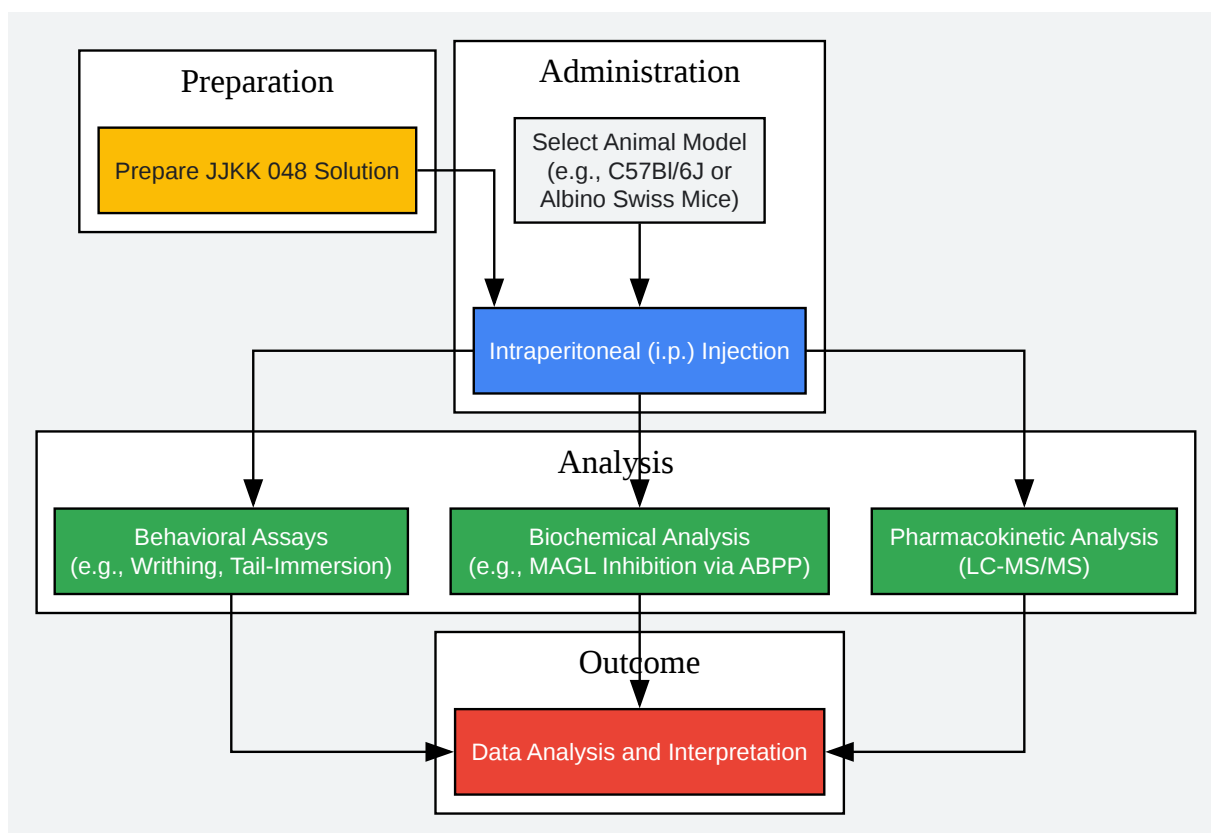 Preparation
Prepare JJKK 048 Solution
Administration
Select Animal Model
(e.g., C57Bl/6J or
Albino Swiss Mice)
Intraperitoneal (i.p.) Injection
Analysis
Behavioral Assays
(e.g., Writhing, Tail-Immersion)
Biochemical Analysis
(e.g., MAGL Inhibition via ABPP)
Pharmacokinetic Analysis
(LC-MS/MS)
Outcome
Data Analysis and Interpretation